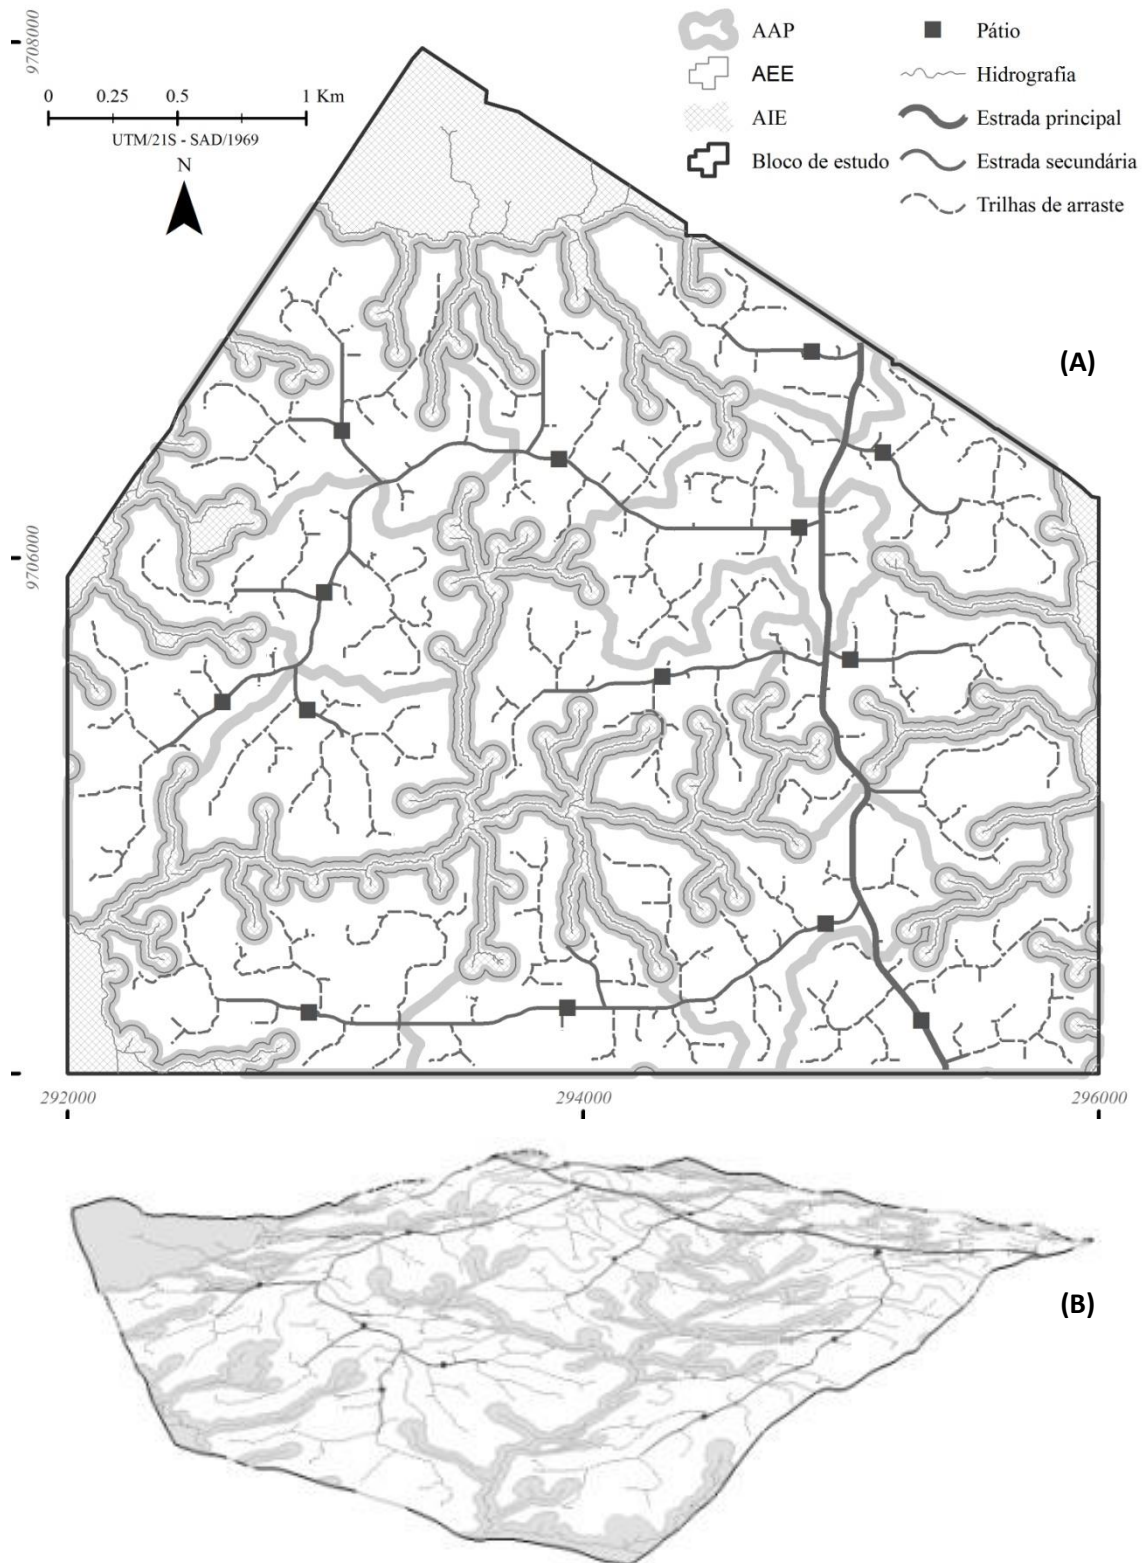 9708000
0 0.25 0.5 1 Km
UTM/21S - SAD/1969
N
AAP
AEE
AIE
Bloco de estudo
Pátio
Hidrografia
Estrada principal
Estrada secundária
Trilhas de arraste
(A)
9706000
292000 294000 296000
(B)